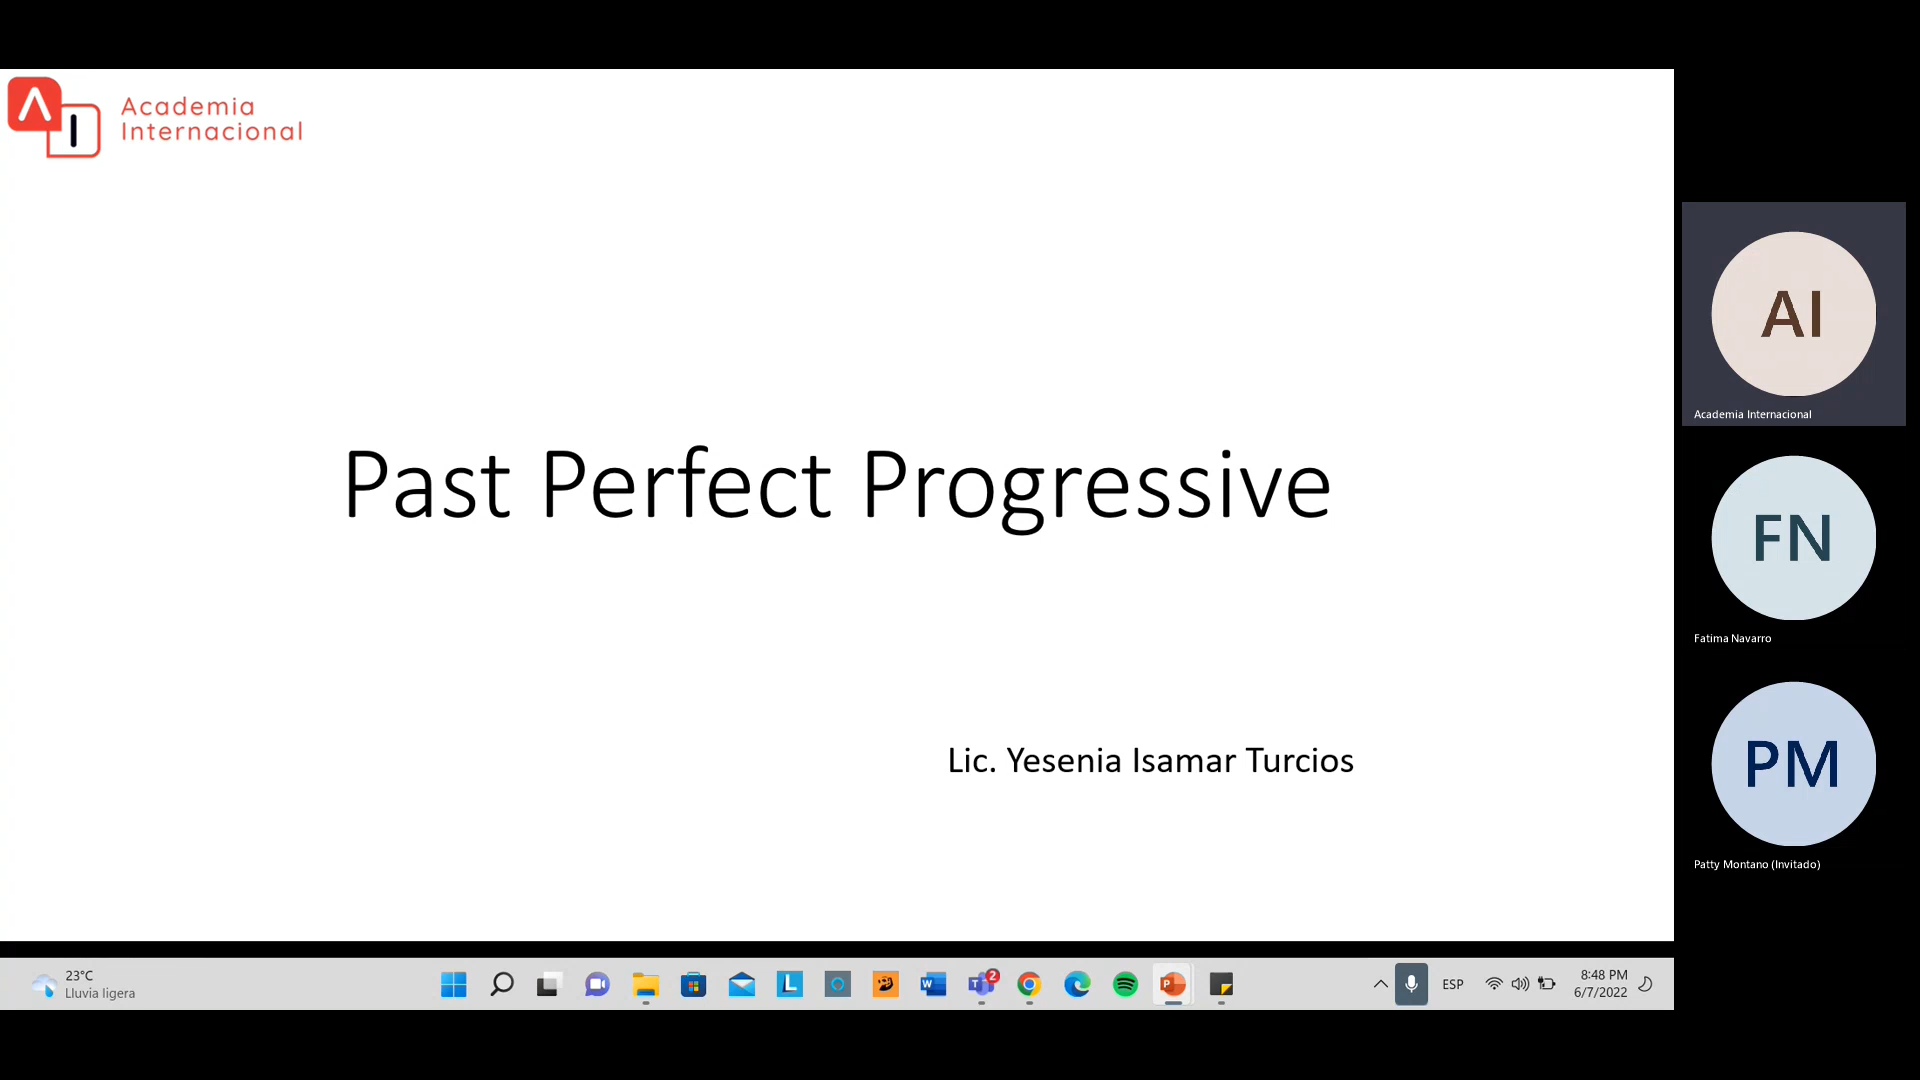 Academia
Internacional
Past Perfect Progressive
Lic. Yesenia Isamar Turcios
AI
Academia Internacional
FN
Fatima Navarro
PM
Patty Montano (Invitado)
23°C
Lluvia ligera
2
ESP
8:48 PM
6/7/2022